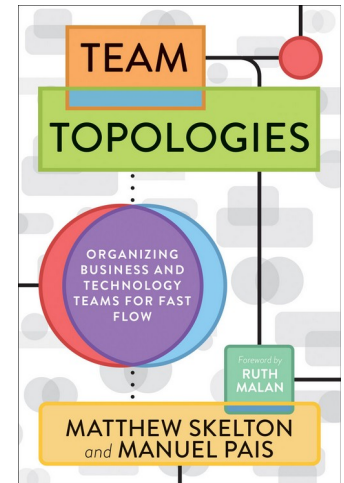 TEAM
TOPOLOGIES
ORGANIZING
BUSINESS AND
TECHNOLOGY
TEAMS FOR FAST
FLOW
Foreword by
RUTH
MALAN
MATTHEW SKELTON
and MANUEL PAIS